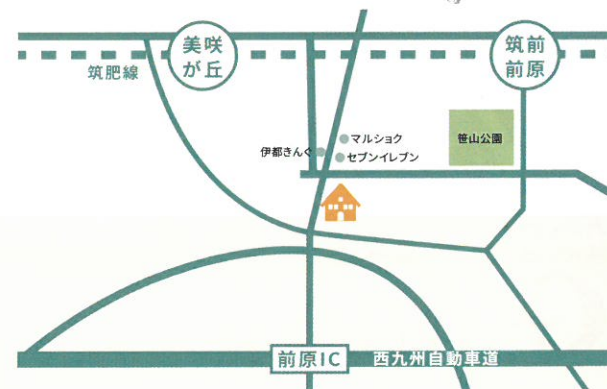 美咲
が丘
筑前
前原
筑肥線
マルショク
伊都きんぐ
セブンイレブン
笹山公園
前原IC
西九州自動車道